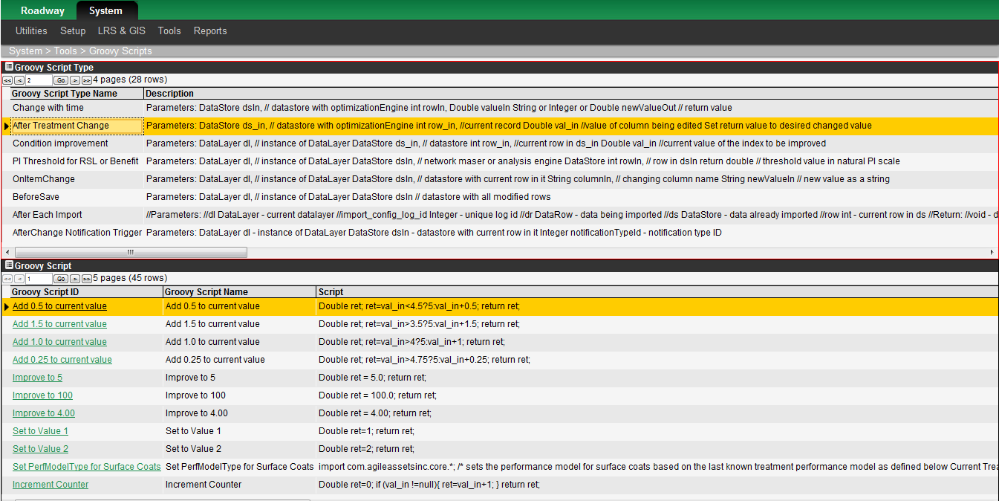 Roadway System
Utilities Setup LRS & GIS Tools Reports
System > Tools > Groovy Scripts
Groovy Script Type
<< < 2 Go > >> 4 pages (28 rows)
Groovy Script Type Name Description
Change with time Parameters: DataStore dsIn, // datastore with optimizationEngine int rowIn, Double valueIn String or Integer or Double newValueOut // return value
After Treatment Change Parameters: DataStore ds_in, // datastore with optimizationEngine int row_in, //current record Double val_in //value of column being edited Set return value to desired changed value
Condition improvement Parameters: DataLayer dl, // instance of DataLayer DataStore ds_in, // datastore int row_in, //current row in ds_in Double val_in //current value of the index to be improved
PI Threshold for RSL or Benefit Parameters: DataLayer dl, // instance of DataLayer DataStore dsIn, // network maser or analysis engine DataStore int rowIn, // row in dsIn return double // threshold value in natural PI scale
OnItemChange Parameters: DataLayer dl, // instance of DataLayer DataStore dsIn, // datastore with current row in it String columnIn, // changing column name String newValueIn // new value as a string
BeforeSave Parameters: DataLayer dl, // instance of DataLayer DataStore dsIn // datastore with all modified rows
After Each Import //Parameters: //dl DataLayer - current datalayer //import_config_log_id Integer - unique log id //dr DataRow - data being imported //ds DataStore - data already imported //row int - current row in ds //Return: //void - d
AfterChange Notification Trigger Parameters: DataLayer dl - instance of DataLayer DataStore dsIn - datastore with current row in it Integer notificationTypeId - notification type ID
Groovy Script
<< < 1 Go > >> 5 pages (45 rows)
Groovy Script ID Groovy Script Name Script
Add 0.5 to current value Add 0.5 to current value Double ret; ret=val_in<4.5?5:val_in+0.5; return ret;
Add 1.5 to current value Add 1.5 to current value Double ret; ret=val_in>3.5?5:val_in+1.5; return ret;
Add 1.0 to current value Add 1.0 to current value Double ret; ret=val_in>4?5:val_in+1; return ret;
Add 0.25 to current value Add 0.25 to current value Double ret; ret=val_in>4.75?5:val_in+0.25; return ret;
Improve to 5 Improve to 5 Double ret = 5.0; return ret;
Improve to 100 Improve to 100 Double ret = 100.0; return ret;
Improve to 4.00 Improve to 4.00 Double ret = 4.00; return ret;
Set to Value 1 Set to Value 1 Double ret=1; return ret;
Set to Value 2 Set to Value 2 Double ret=2; return ret;
Set PerfModelType for Surface Coats Set PerfModelType for Surface Coats import com.agileassetsinc.core.*; /* sets the performance model for surface coats based on the last known treatment performance model as defined below Current Trea
Increment Counter Increment Counter Double ret=0; if (val_in !=null){ ret=val_in+1; } return ret;